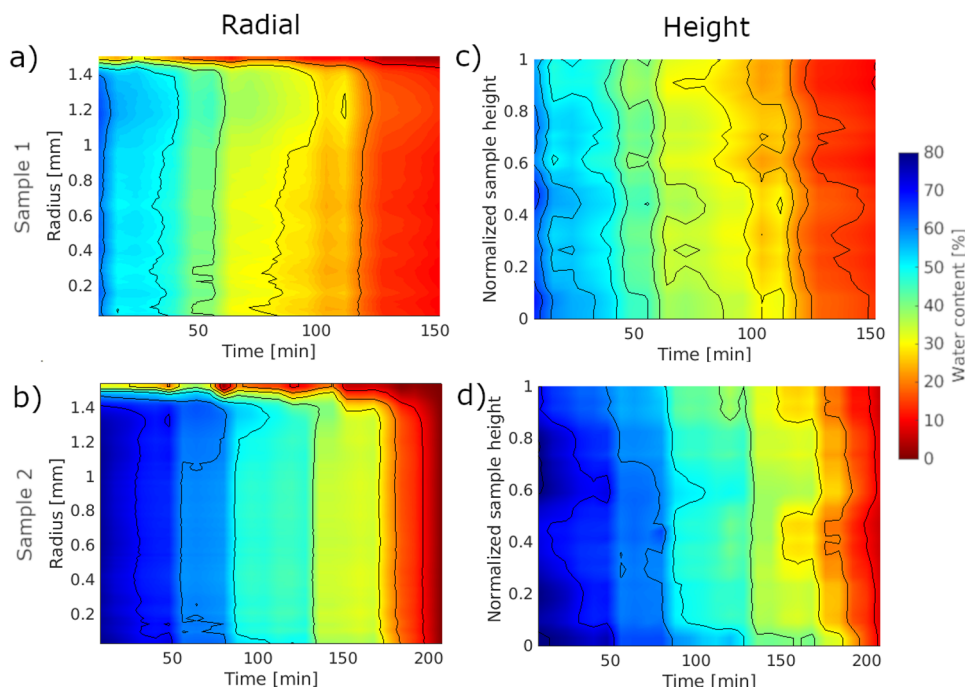 Radial
Height
a)
c)
Sample 1
Radius [mm]
1.4
1.2
1
0.8
0.6
0.4
0.2
50
100
150
Time [min]
Normalized sample height
1
0.8
0.6
0.4
0.2
0
50
100
150
Time [min]
80
70
60
50
40
30
20
10
0
Water content [%]
b)
d)
Sample 2
Radius [mm]
1.4
1.2
1
0.8
0.6
0.4
0.2
50
100
150
200
Time [min]
Normalized sample height
1
0.8
0.6
0.4
0.2
0
50
100
150
200
Time [min]